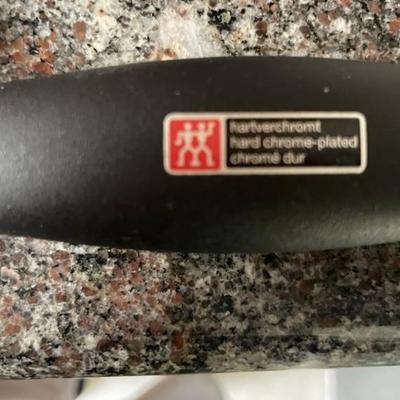 hartverchromt
hard chrome-plated
chromé dur